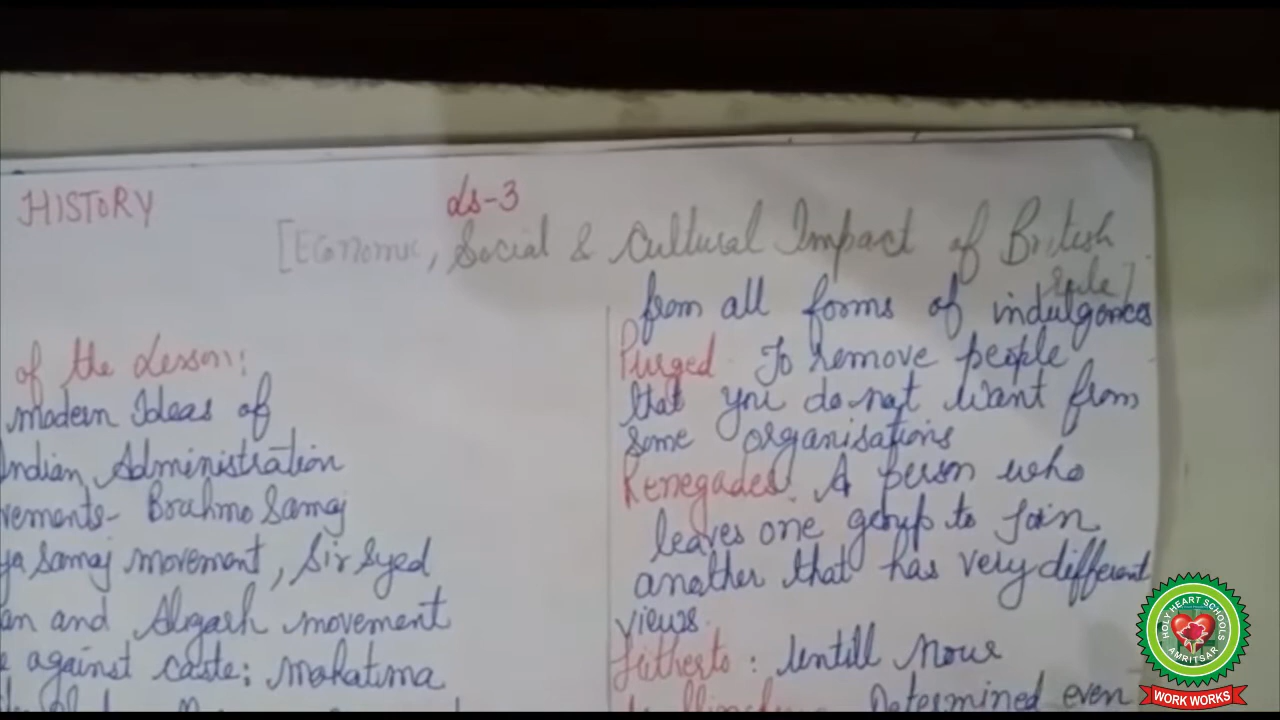 HISTORY
Ls-3
[Economic, Social & Cultural Impact of British
rule]
of the Lesson:
modern Ideas of
Indian Administration
vements- Brahmo Samaj
ya Samaj movement, Sir Syed
an and Aligarh movement
e against caste: Mahatma
from all forms of indulgences
Purged To remove people
that you do not want from
some organisations
Renegades. A person who
leaves one group to join
another that has very different
views.
Hitherto : Untill Now
Determined even
HOLY HEART SCHOOLS
AMRITSAR
WORK WORKS